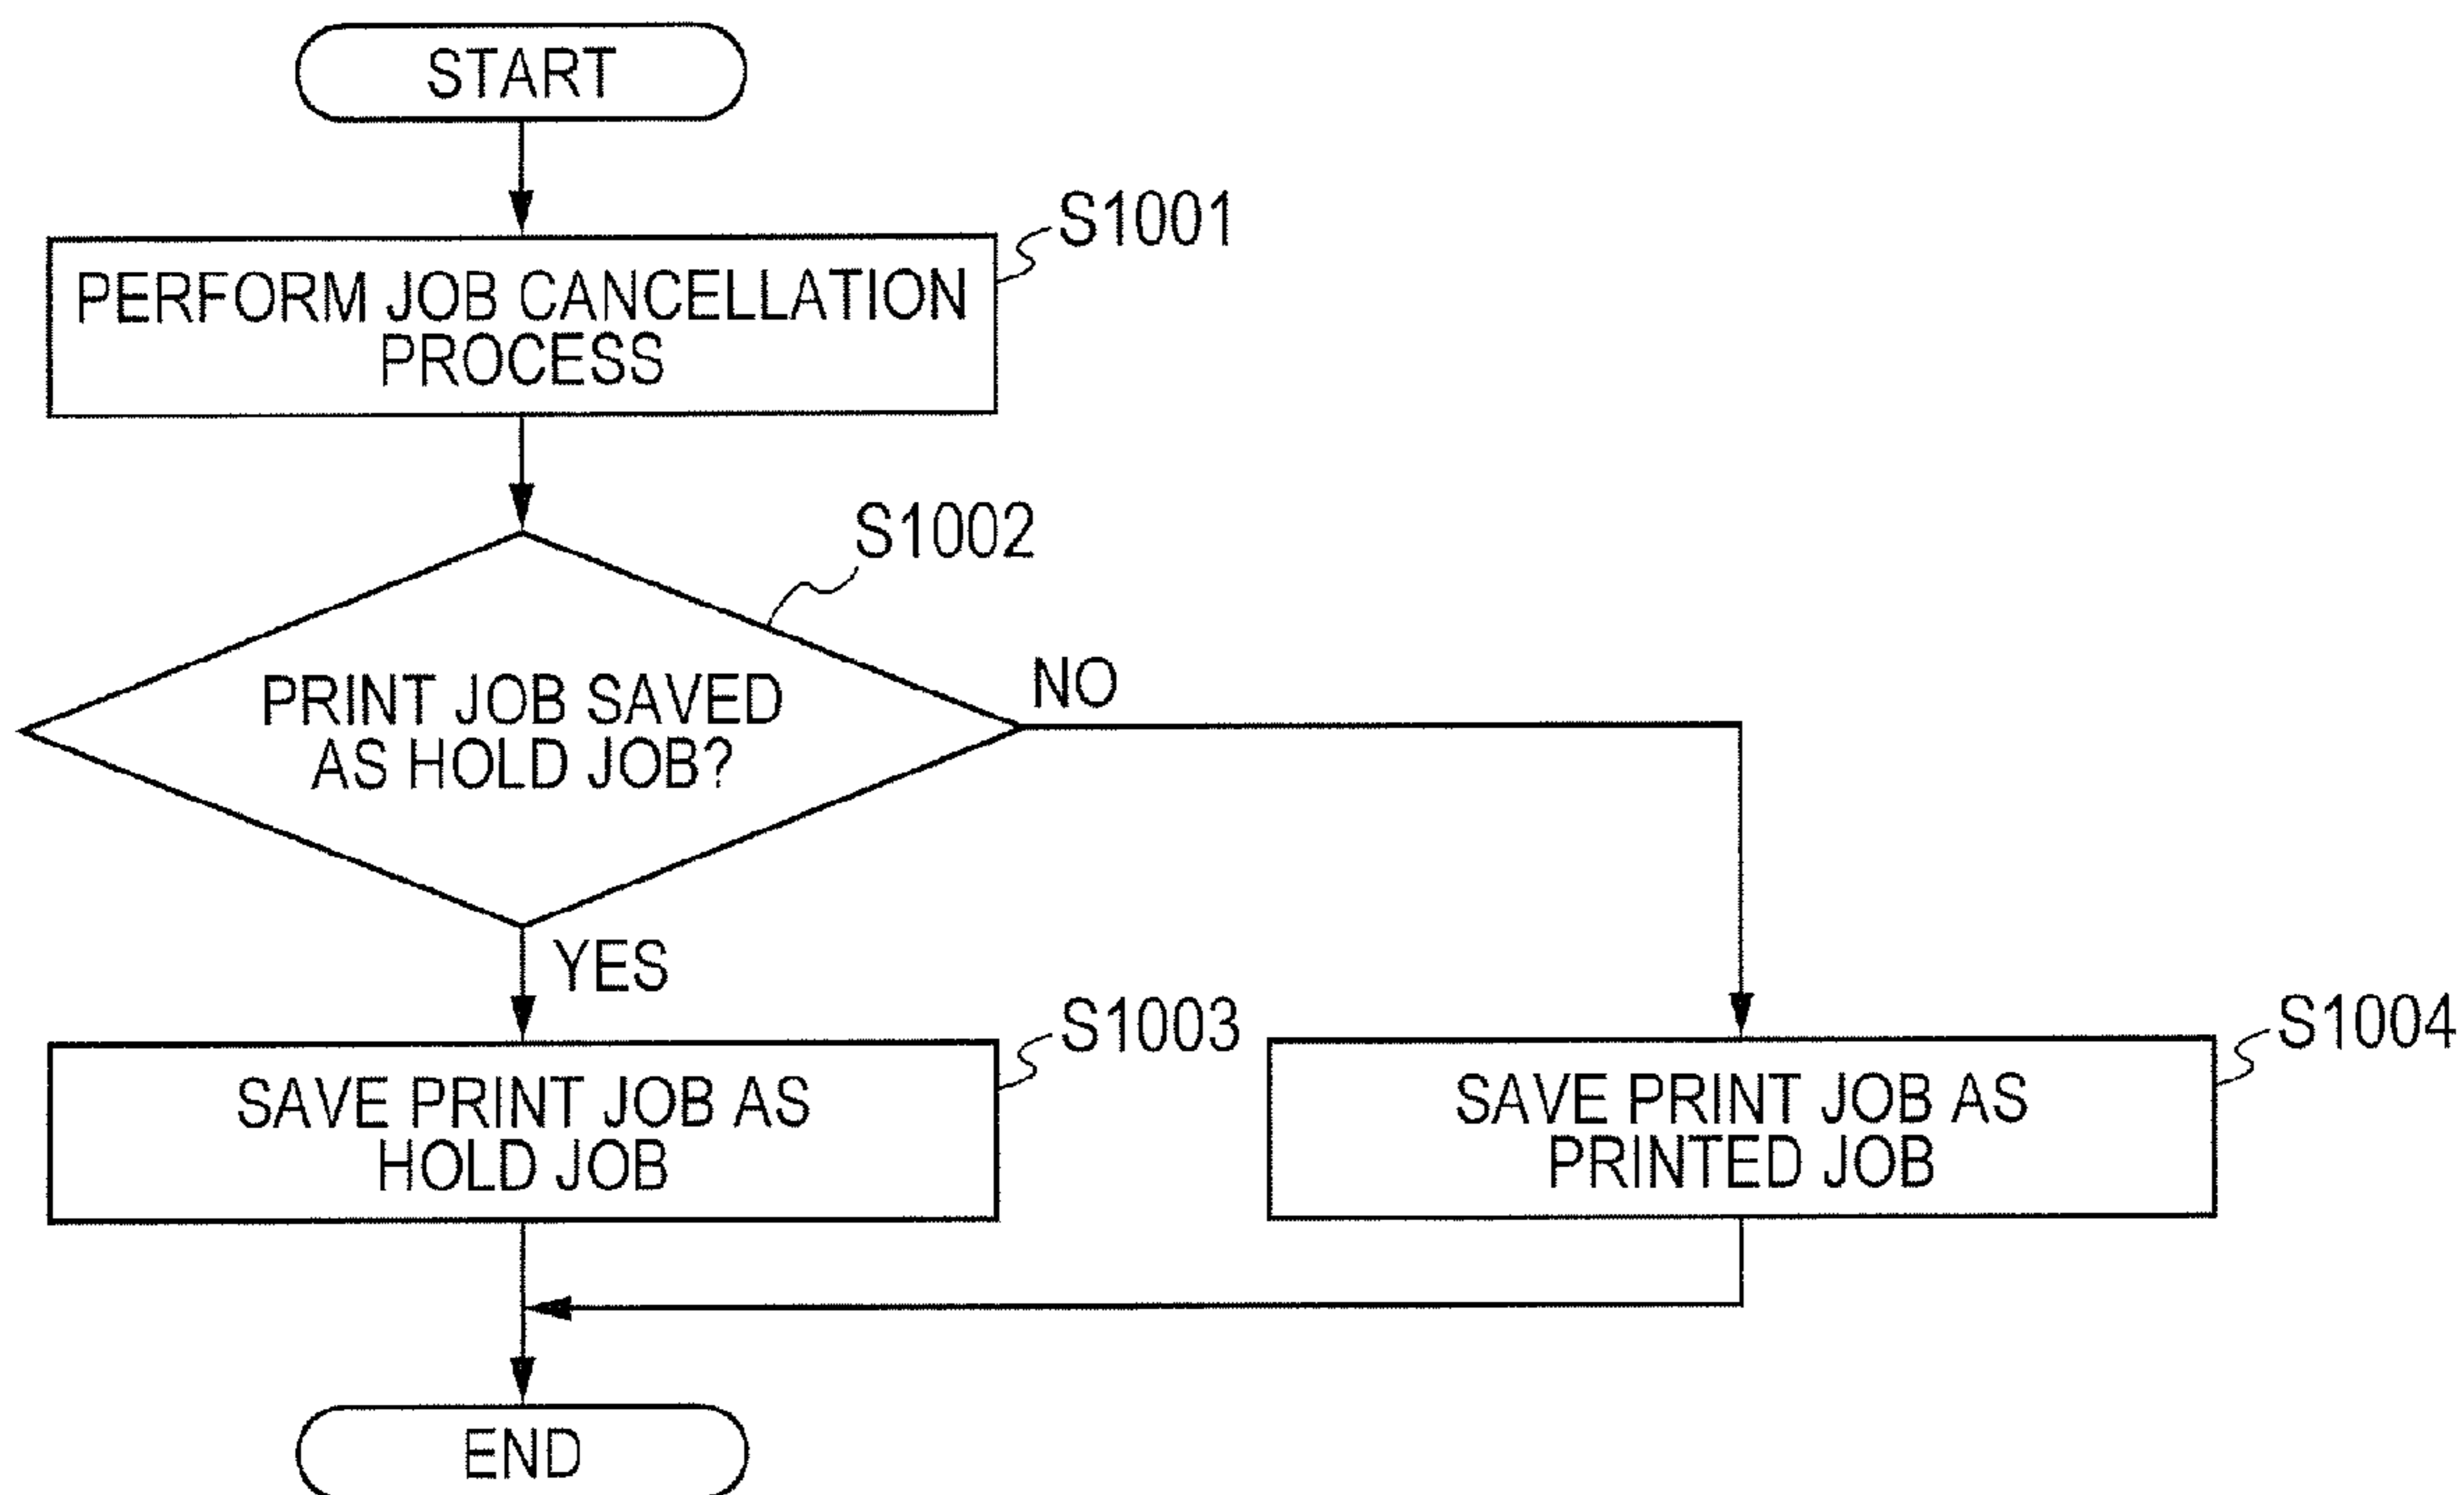 START
S1001
PERFORM JOB CANCELLATION
PROCESS
S1002
PRINT JOB SAVED
AS HOLD JOB?
NO
YES
S1003
SAVE PRINT JOB AS
HOLD JOB
S1004
SAVE PRINT JOB AS
PRINTED JOB
END